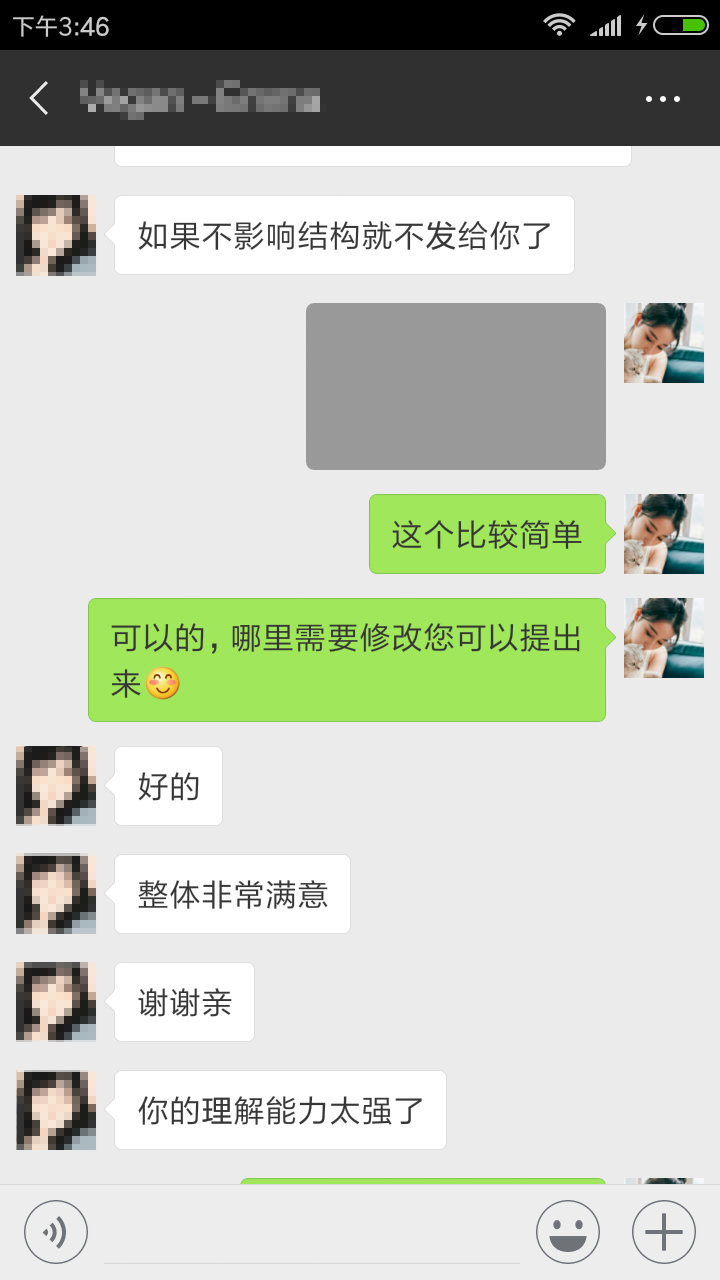 下午3:46
如果不影响结构就不发给你了
这个比较简单
可以的，哪里需要修改您可以提出
来😊
好的
整体非常满意
谢谢亲
你的理解能力太强了